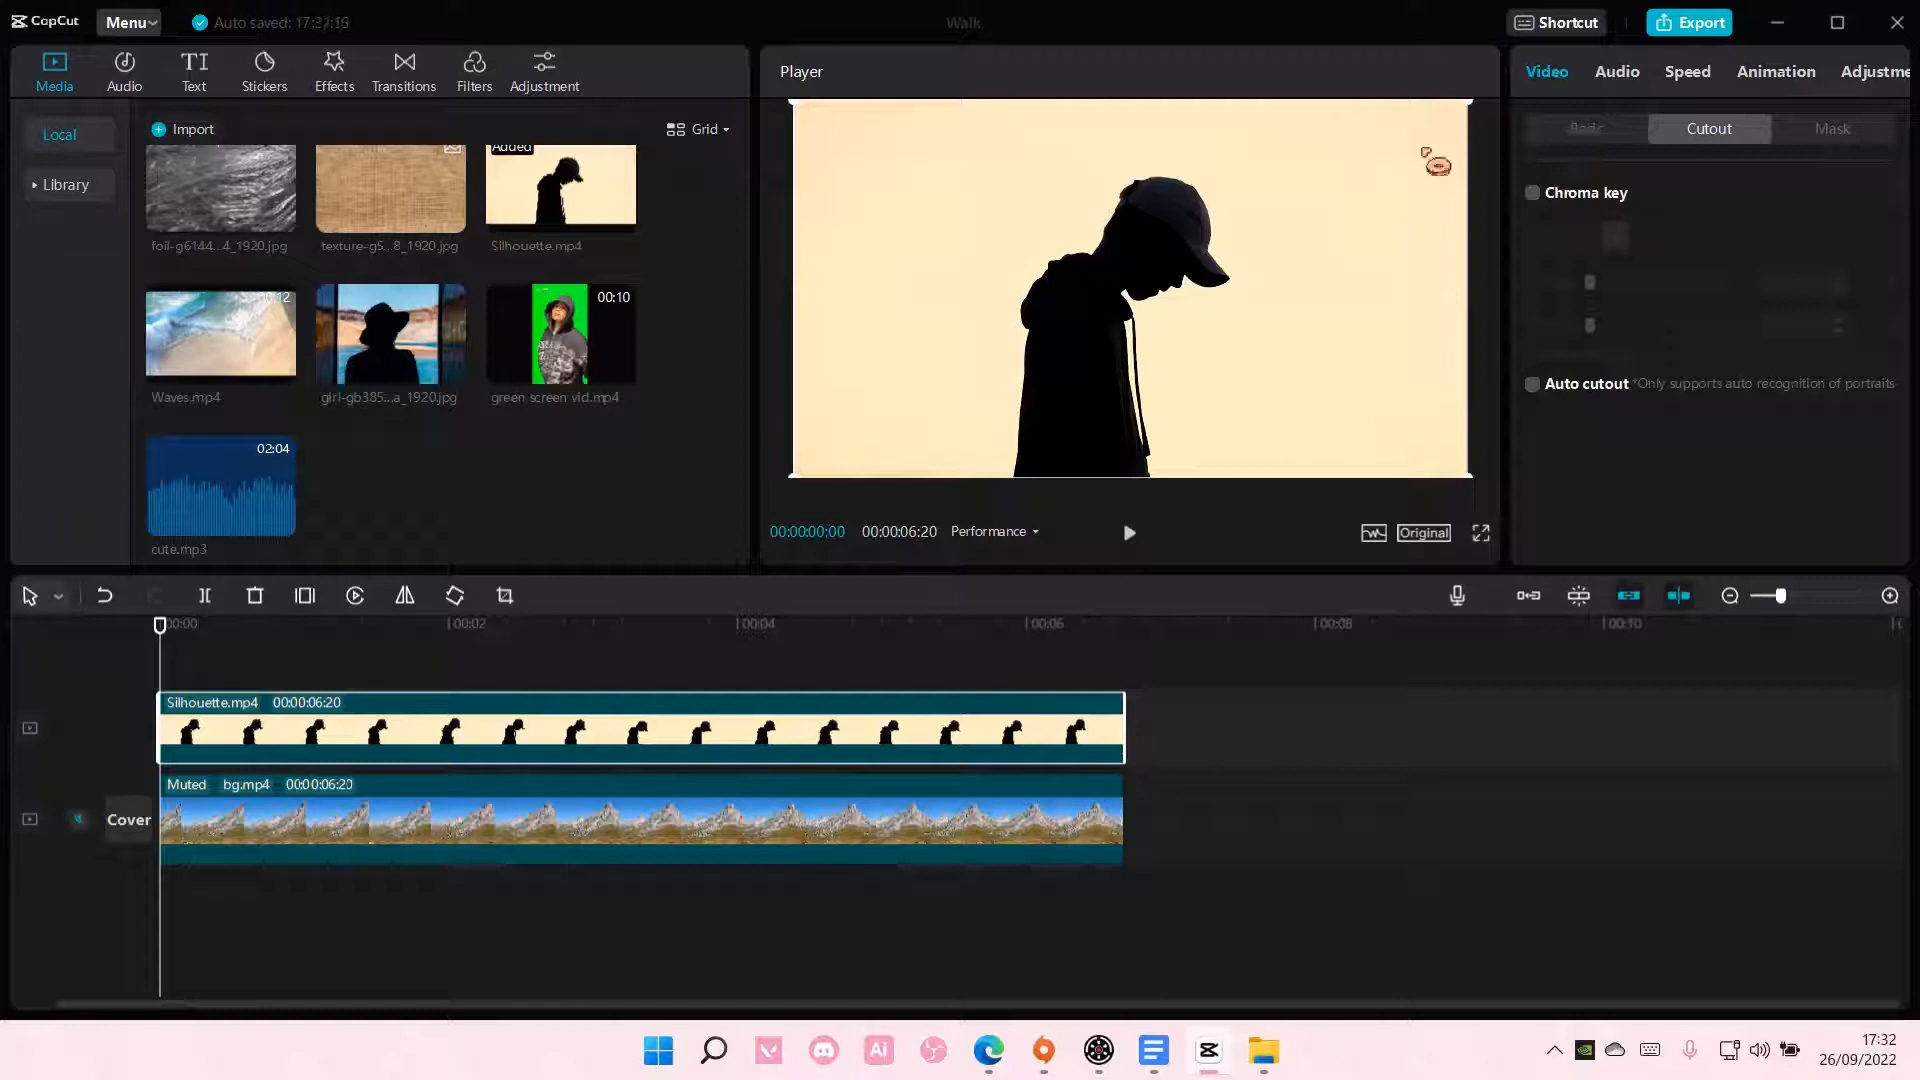 CapCut
Menu
Auto saved: 17:32:16
Walk
Shortcut
Export
Media
Audio
Text
Stickers
Effects
Transitions
Filters
Adjustment
Player
Video
Audio
Speed
Animation
Adjustme
Local
Library
Import
Grid
Added
foil-g6144...4_1920.jpg
texture-g5...8_1920.jpg
Silhouette.mp4
00:12
00:10
Waves.mp4
girl-gb385...a_1920.jpg
green screen vid.mp4
02:04
cute.mp3
00:00:00:00
00:00:06:20
Performance
Original
Cutout
Mask
Chroma key
Auto cutout
*Only supports auto recognition of portraits
00:00
00:02
00:04
00:06
00:08
00:10
Silhouette.mp4 00:00:06:20
Muted bg.mp4 00:00:06:20
Cover
Ai
17:32
26/09/2022